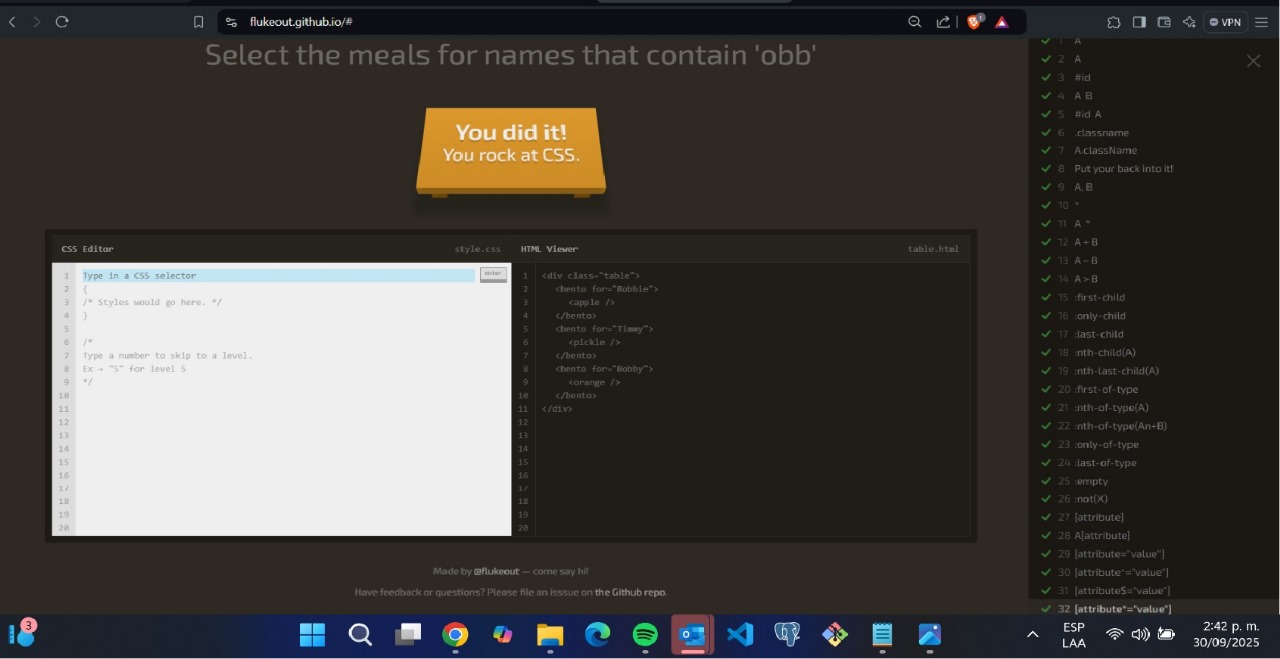 flukeout.github.io/#
VPN
Select the meals for names that contain 'obb'
You did it!
You rock at CSS.
CSS Editor
style.css
HTML Viewer
table.html
1 Type in a CSS selector
enter
2 {
3 /* Styles would go here. */
4 }
5
6 /*
7 Type a number to skip to a level.
8 Ex → "5" for level 5
9 */
10
11
12
13
14
15
16
17
18
19
20
1 <div class="table">
2 <bento for="Robbie">
3 <apple />
4 </bento>
5 <bento for="Timmy">
6 <pickle />
7 </bento>
8 <bento for="Bobby">
9 <orange />
10 </bento>
11 </div>
12
13
14
15
16
17
18
19
20
Made by @flukeout — come say hi!
Have feedback or questions? Please file an isssue on the Github repo.
✓ 1 A
✓ 2 A
✓ 3 #id
✓ 4 A B
✓ 5 #id A
✓ 6 .classname
✓ 7 A.className
✓ 8 Put your back into it!
✓ 9 A, B
✓ 10 *
✓ 11 A *
✓ 12 A + B
✓ 13 A ~ B
✓ 14 A > B
✓ 15 :first-child
✓ 16 :only-child
✓ 17 :last-child
✓ 18 :nth-child(A)
✓ 19 :nth-last-child(A)
✓ 20 :first-of-type
✓ 21 :nth-of-type(A)
✓ 22 :nth-of-type(An+B)
✓ 23 :only-of-type
✓ 24 :last-of-type
✓ 25 :empty
✓ 26 :not(X)
✓ 27 [attribute]
✓ 28 A[attribute]
✓ 29 [attribute="value"]
✓ 30 [attribute^="value"]
✓ 31 [attribute$="value"]
✓ 32 [attribute*="value"]
3
ESP
LAA
2:42 p. m.
30/09/2025